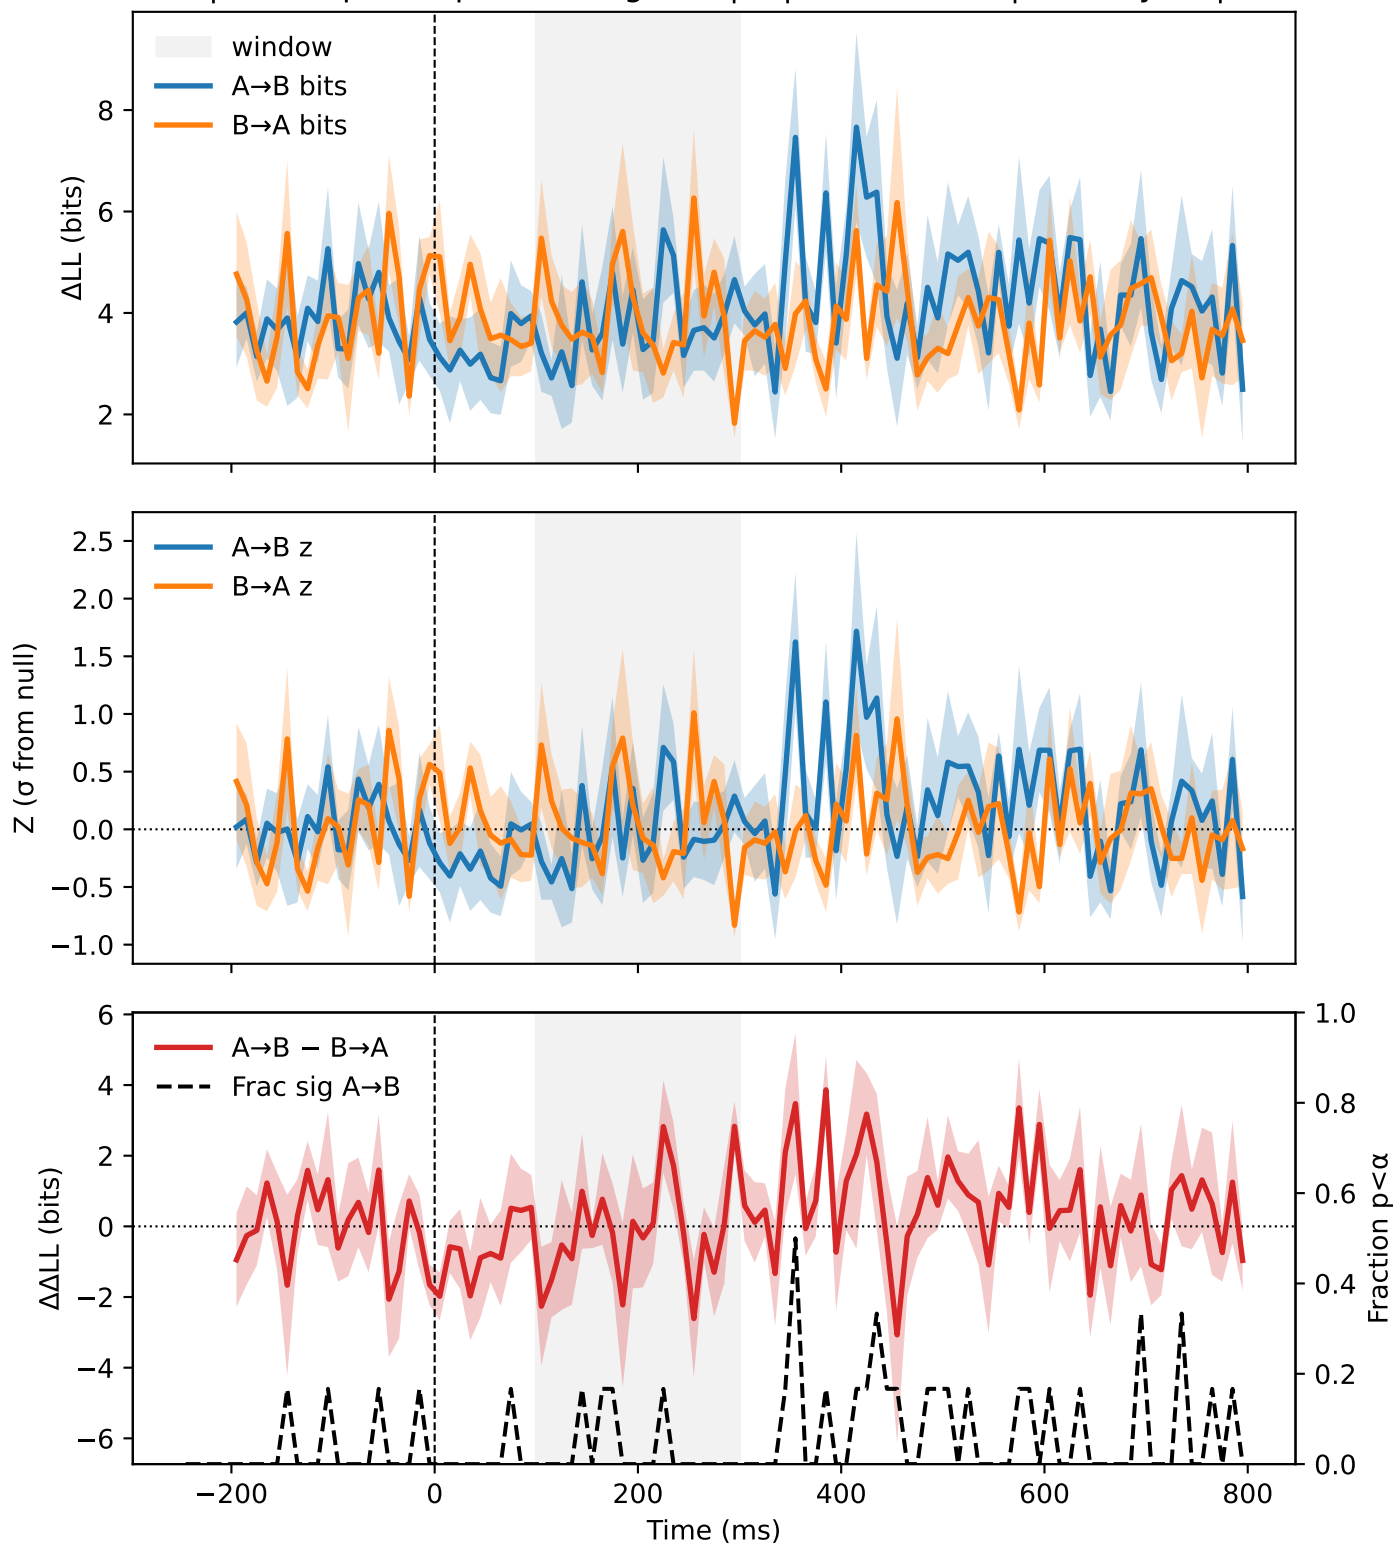 window
A→B bits
B→A bits
ΔLL (bits)
8
6
4
2
A→B z
B→A z
Z (σ from null)
2.5
2.0
1.5
1.0
0.5
0.0
−0.5
−1.0
A→B − B→A
Frac sig A→B
ΔΔLL (bits)
6
4
2
0
−2
−4
−6
1.0
0.8
0.6
0.4
0.2
0.0
Fraction p<α
−200
0
200
400
600
800
Time (ms)